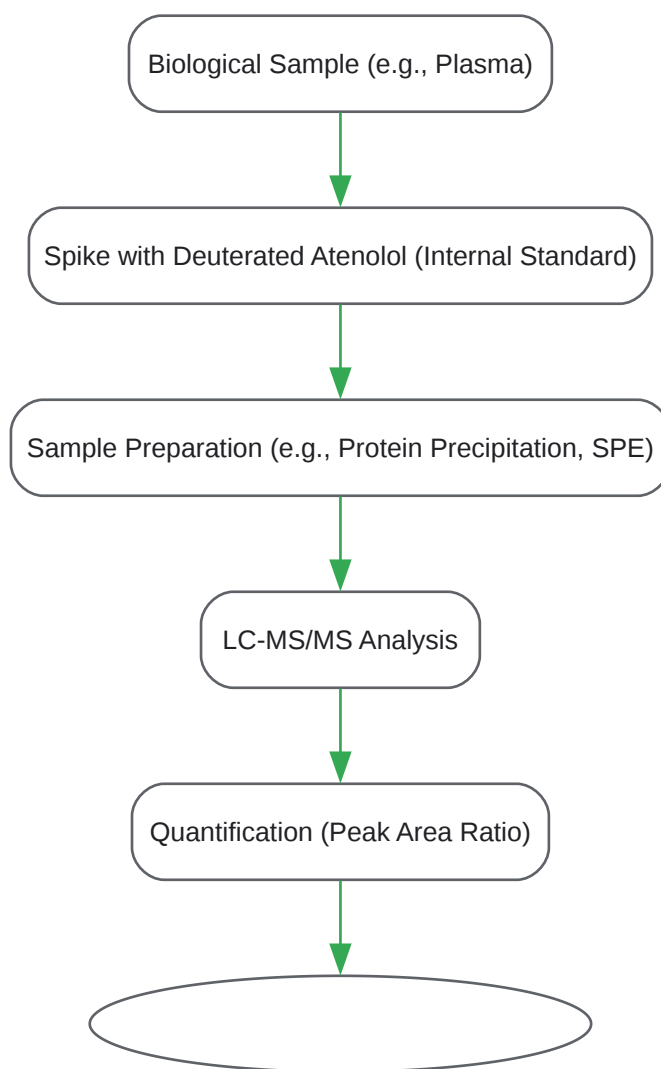 Biological Sample (e.g., Plasma)
Spike with Deuterated Atenolol (Internal Standard)
Sample Preparation (e.g., Protein Precipitation, SPE)
LC-MS/MS Analysis
Quantification (Peak Area Ratio)